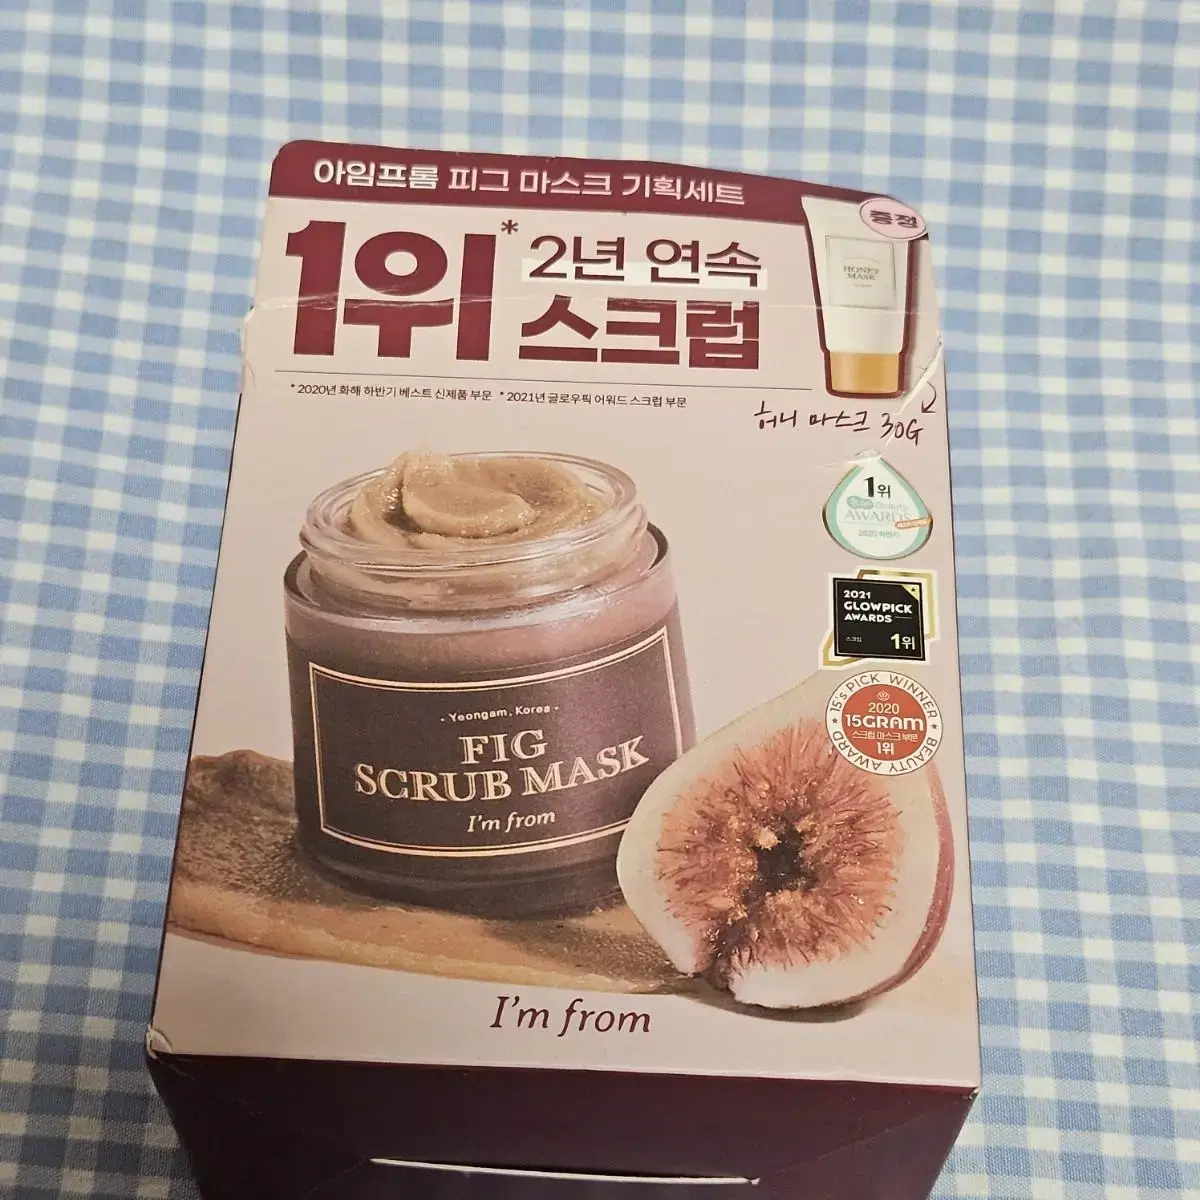 아임프롬 피그 마스크 기획세트
증정
1위*
2년 연속
스크럽
HONEY
MASK
* 2020년 화해 하반기 베스트 신제품 부문 * 2021년 글로우픽 어워드 스크럽 부문
허니 마스크 30G
1위
AWARDS
2020 하반기
2021
GLOWPICK
AWARDS
스크럽
1위
15's PICK WINNER
2020
15GRAM
스크럽 마스크 부문
1위
BEAUTY AWARD
· Yeongam, Korea ·
FIG
SCRUB MASK
I'm from
I'm from